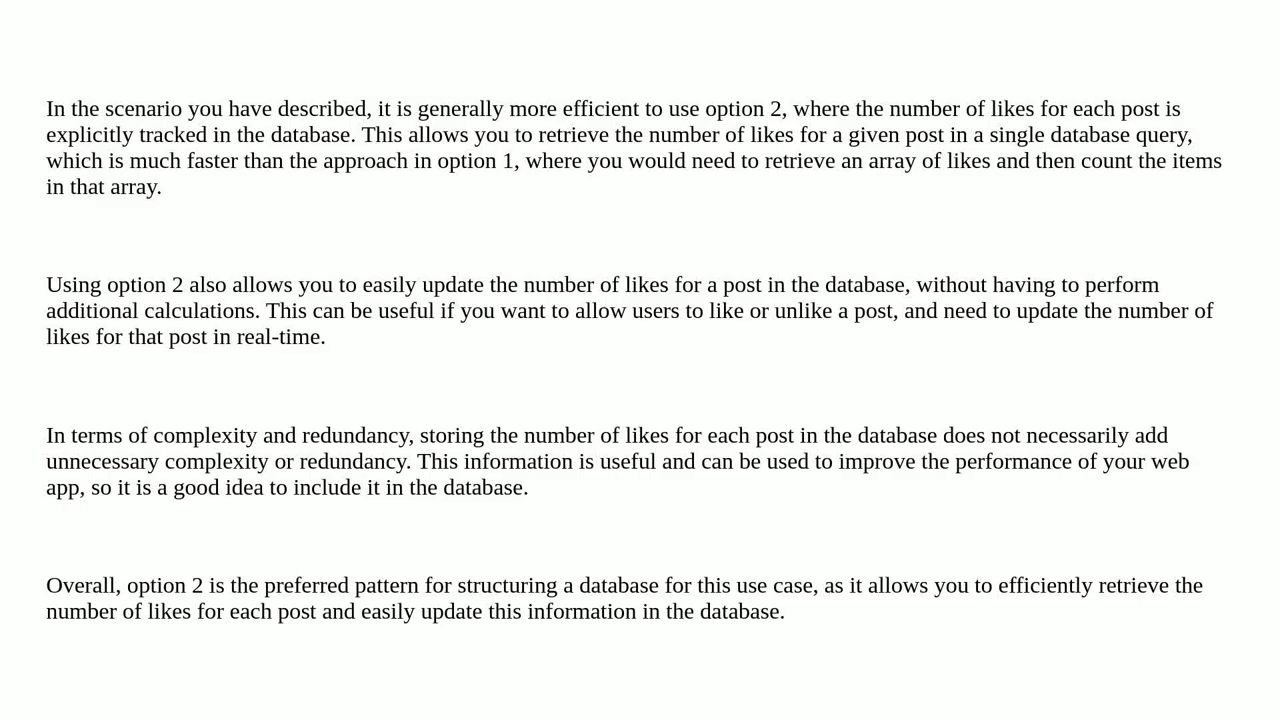 In the scenario you have described, it is generally more efficient to use option 2, where the number of likes for each post is
explicitly tracked in the database. This allows you to retrieve the number of likes for a given post in a single database query,
which is much faster than the approach in option 1, where you would need to retrieve an array of likes and then count the items
in that array.
Using option 2 also allows you to easily update the number of likes for a post in the database, without having to perform
additional calculations. This can be useful if you want to allow users to like or unlike a post, and need to update the number of
likes for that post in real-time.
In terms of complexity and redundancy, storing the number of likes for each post in the database does not necessarily add
unnecessary complexity or redundancy. This information is useful and can be used to improve the performance of your web
app, so it is a good idea to include it in the database.
Overall, option 2 is the preferred pattern for structuring a database for this use case, as it allows you to efficiently retrieve the
number of likes for each post and easily update this information in the database.